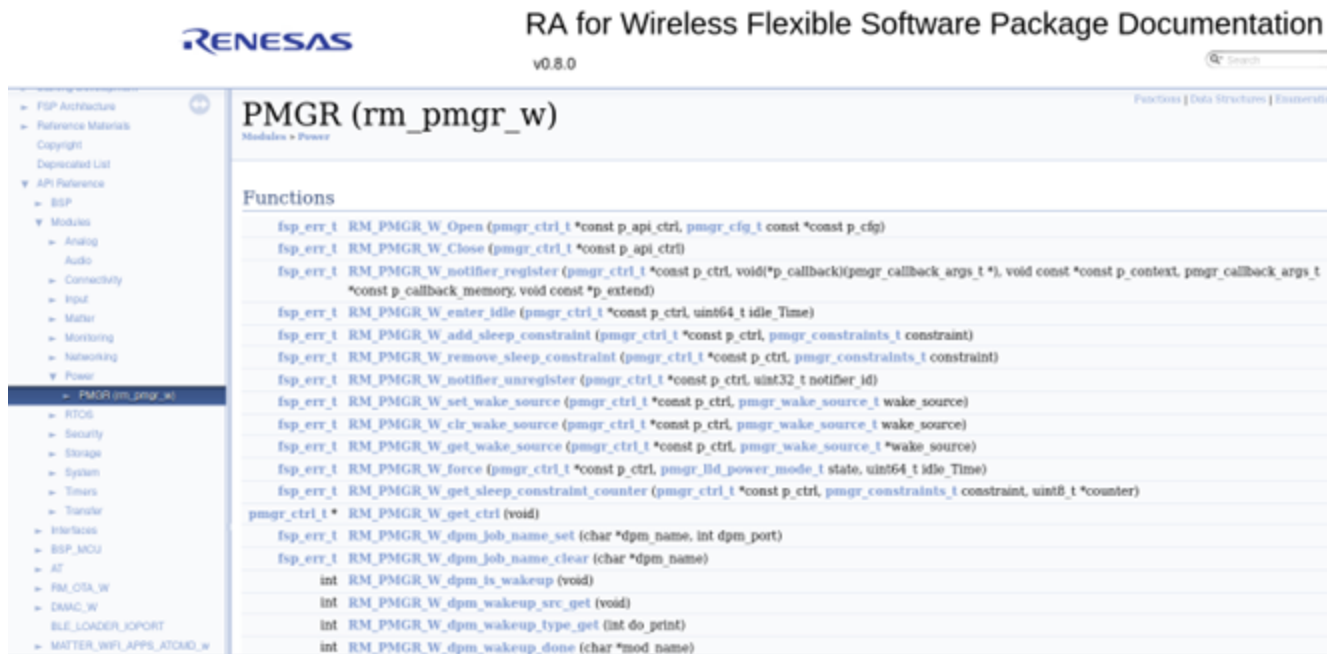 RENESAS
RA for Wireless Flexible Software Package Documentation
v0.8.0
Search
FSP Architecture
Reference Materials
Copyright
Deprecated List
API Reference
BSP
Modules
Analog
Audio
Connectivity
Input
Matter
Monitoring
Networking
Power
PMGR (rm_pmgr_w)
RTOS
Security
Storage
System
Timers
Transfer
Interfaces
BSP_MCU
AT
RM_OTA_W
DMAC_W
BLE_LOADER_IOPORT
MATTER_WIFI_APPS_ATOMO_w
Functions | Data Structures | Enumerati
PMGR (rm_pmgr_w)
Modules » Power
Functions
fsp_err_t RM_PMGR_W_Open (pmgr_ctrl_t *const p_api_ctrl, pmgr_cfg_t const *const p_cfg)
fsp_err_t RM_PMGR_W_Close (pmgr_ctrl_t *const p_api_ctrl)
fsp_err_t RM_PMGR_W_notifier_register (pmgr_ctrl_t *const p_ctrl, void(*p_callback)(pmgr_callback_args_t *), void const *const p_context, pmgr_callback_args_t
*const p_callback_memory, void const *p_extend)
fsp_err_t RM_PMGR_W_enter_idle (pmgr_ctrl_t *const p_ctrl, uint64_t idle_Time)
fsp_err_t RM_PMGR_W_add_sleep_constraint (pmgr_ctrl_t *const p_ctrl, pmgr_constraints_t constraint)
fsp_err_t RM_PMGR_W_remove_sleep_constraint (pmgr_ctrl_t *const p_ctrl, pmgr_constraints_t constraint)
fsp_err_t RM_PMGR_W_notifier_unregister (pmgr_ctrl_t *const p_ctrl, uint32_t notifier_id)
fsp_err_t RM_PMGR_W_set_wake_source (pmgr_ctrl_t *const p_ctrl, pmgr_wake_source_t wake_source)
fsp_err_t RM_PMGR_W_clr_wake_source (pmgr_ctrl_t *const p_ctrl, pmgr_wake_source_t wake_source)
fsp_err_t RM_PMGR_W_get_wake_source (pmgr_ctrl_t *const p_ctrl, pmgr_wake_source_t *wake_source)
fsp_err_t RM_PMGR_W_force (pmgr_ctrl_t *const p_ctrl, pmgr_lld_power_mode_t state, uint64_t idle_Time)
fsp_err_t RM_PMGR_W_get_sleep_constraint_counter (pmgr_ctrl_t *const p_ctrl, pmgr_constraints_t constraint, uint8_t *counter)
pmgr_ctrl_t * RM_PMGR_W_get_ctrl (void)
fsp_err_t RM_PMGR_W_dpm_job_name_set (char *dpm_name, int dpm_port)
fsp_err_t RM_PMGR_W_dpm_job_name_clear (char *dpm_name)
int RM_PMGR_W_dpm_is_wakeup (void)
int RM_PMGR_W_dpm_wakeup_src_get (void)
int RM_PMGR_W_dpm_wakeup_type_get (int do_print)
int RM_PMGR_W_dpm_wakeup_done (char *mod_name)